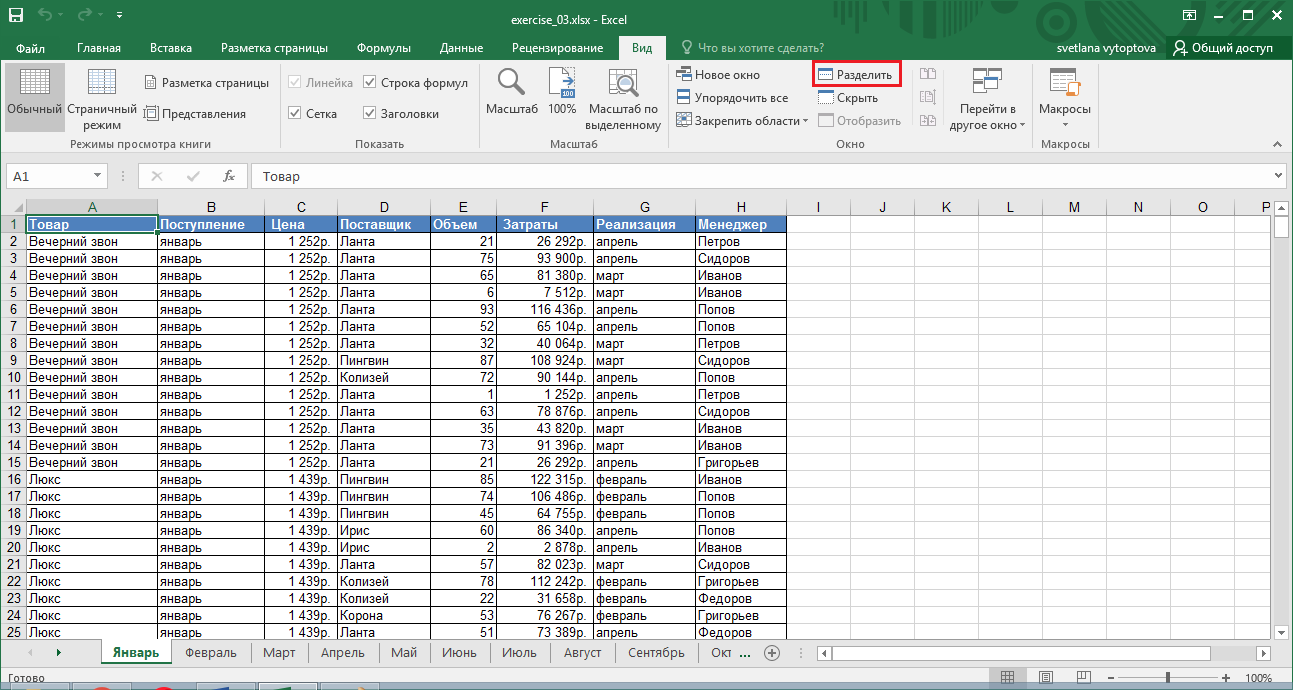 exercise_03.xlsx - Excel
Файл Главная Вставка Разметка страницы Формулы Данные Рецензирование Вид Что вы хотите сделать? svetlana vytoptova Общий доступ
Обычный
Страничный режим
Разметка страницы
Представления
Режимы просмотра книги
Линейка
Строка формул
Сетка
Заголовки
Показать
Масштаб
100
100%
Масштаб по выделенному
Масштаб
Новое окно
Упорядочить все
Закрепить области
Разделить
Скрыть
Отобразить
Перейти в другое окно
Окно
Макросы
Макросы
A1 fx Товар
A B C D E F G H I J K L M N O P
1 Товар Поступление Цена Поставщик Объем Затраты Реализация Менеджер
2 Вечерний звон январь 1 252р. Ланта 21 26 292р. апрель Петров
3 Вечерний звон январь 1 252р. Ланта 75 93 900р. апрель Сидоров
4 Вечерний звон январь 1 252р. Ланта 65 81 380р. март Иванов
5 Вечерний звон январь 1 252р. Ланта 6 7 512р. март Иванов
6 Вечерний звон январь 1 252р. Ланта 93 116 436р. апрель Попов
7 Вечерний звон январь 1 252р. Ланта 52 65 104р. апрель Попов
8 Вечерний звон январь 1 252р. Ланта 32 40 064р. март Петров
9 Вечерний звон январь 1 252р. Пингвин 87 108 924р. март Сидоров
10 Вечерний звон январь 1 252р. Колизей 72 90 144р. апрель Попов
11 Вечерний звон январь 1 252р. Ланта 1 1 252р. апрель Петров
12 Вечерний звон январь 1 252р. Ланта 63 78 876р. апрель Сидоров
13 Вечерний звон январь 1 252р. Ланта 35 43 820р. март Иванов
14 Вечерний звон январь 1 252р. Ланта 73 91 396р. март Иванов
15 Вечерний звон январь 1 252р. Ланта 21 26 292р. апрель Григорьев
16 Люкс январь 1 439р. Пингвин 85 122 315р. февраль Иванов
17 Люкс январь 1 439р. Пингвин 74 106 486р. февраль Попов
18 Люкс январь 1 439р. Пингвин 45 64 755р. февраль Попов
19 Люкс январь 1 439р. Ирис 60 86 340р. апрель Попов
20 Люкс январь 1 439р. Ирис 2 2 878р. апрель Иванов
21 Люкс январь 1 439р. Ланта 57 82 023р. март Сидоров
22 Люкс январь 1 439р. Колизей 78 112 242р. февраль Григорьев
23 Люкс январь 1 439р. Колизей 22 31 658р. февраль Федоров
24 Люкс январь 1 439р. Корона 53 76 267р. февраль Григорьев
25 Люкс январь 1 439р. Ланта 51 73 389р. апрель Федоров
Январь Февраль Март Апрель Май Июнь Июль Август Сентябрь Окт ...
Готово 100%